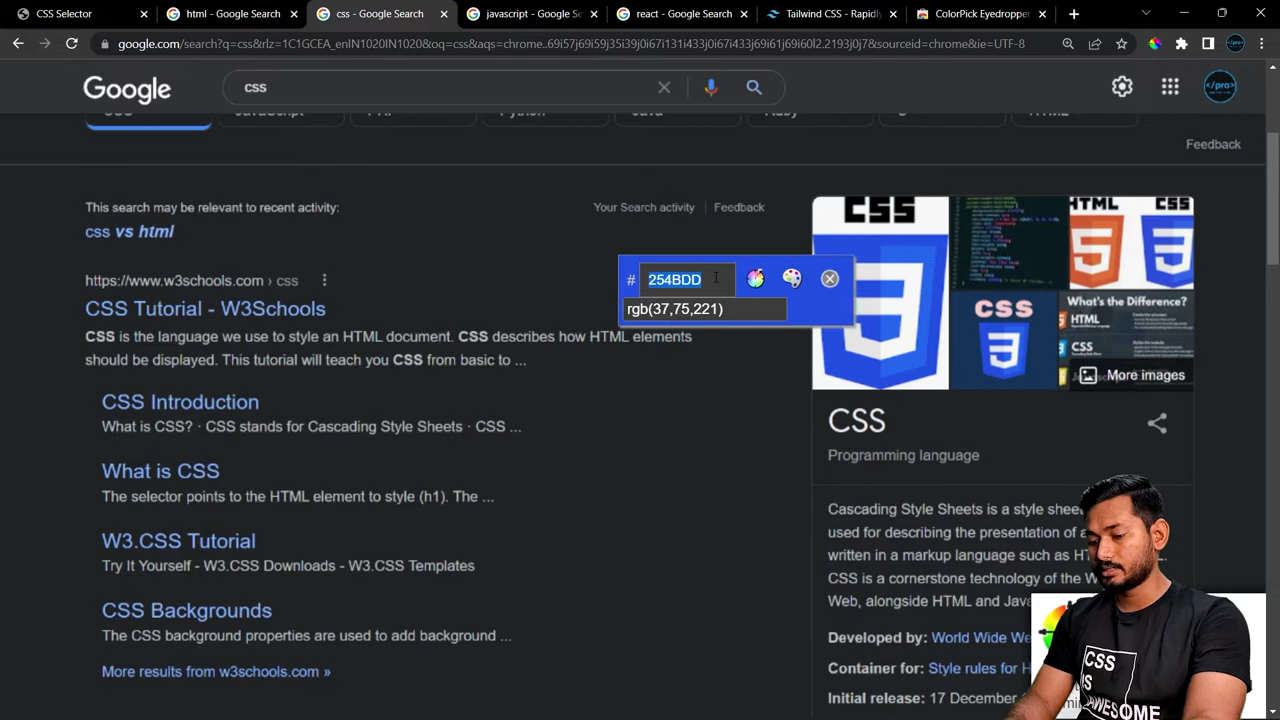 CSS Selector
html - Google Search
css - Google Search
javascript - Google Se
react - Google Search
Tailwind CSS - Rapidly
ColorPick Eyedropper
google.com/search?q=css&rlz=1C1GCEA_enIN1020IN1020&oq=css&aqs=chrome..69i57j69i59j35i39j0i67i131i433j0i67i433j69i61j69i60l2.2193j0j7&sourceid=chrome&ie=UTF-8
Google
css
</pro>
Feedback
This search may be relevant to recent activity:
css vs html
Your Search activity
Feedback
https://www.w3schools.com › css
CSS Tutorial - W3Schools
CSS is the language we use to style an HTML document. CSS describes how HTML elements
should be displayed. This tutorial will teach you CSS from basic to ...
CSS Introduction
What is CSS? · CSS stands for Cascading Style Sheets · CSS ...
What is CSS
The selector points to the HTML element to style (h1). The ...
W3.CSS Tutorial
Try It Yourself - W3.CSS Downloads - W3.CSS Templates
CSS Backgrounds
The CSS background properties are used to add background ...
More results from w3schools.com »
# 254BDD
rgb(37,75,221)
CSS
HTML
CSS
CSS
What's the Difference?
HTML
CSS
More images
CSS
Programming language
Cascading Style Sheets is a style shee
used for describing the presentation of a
written in a markup language such as HT
CSS is a cornerstone technology of the W
Web, alongside HTML and Java
Developed by: World Wide We
Container for: Style rules for H
Initial release: 17 December
CSS
IS
AWESOME